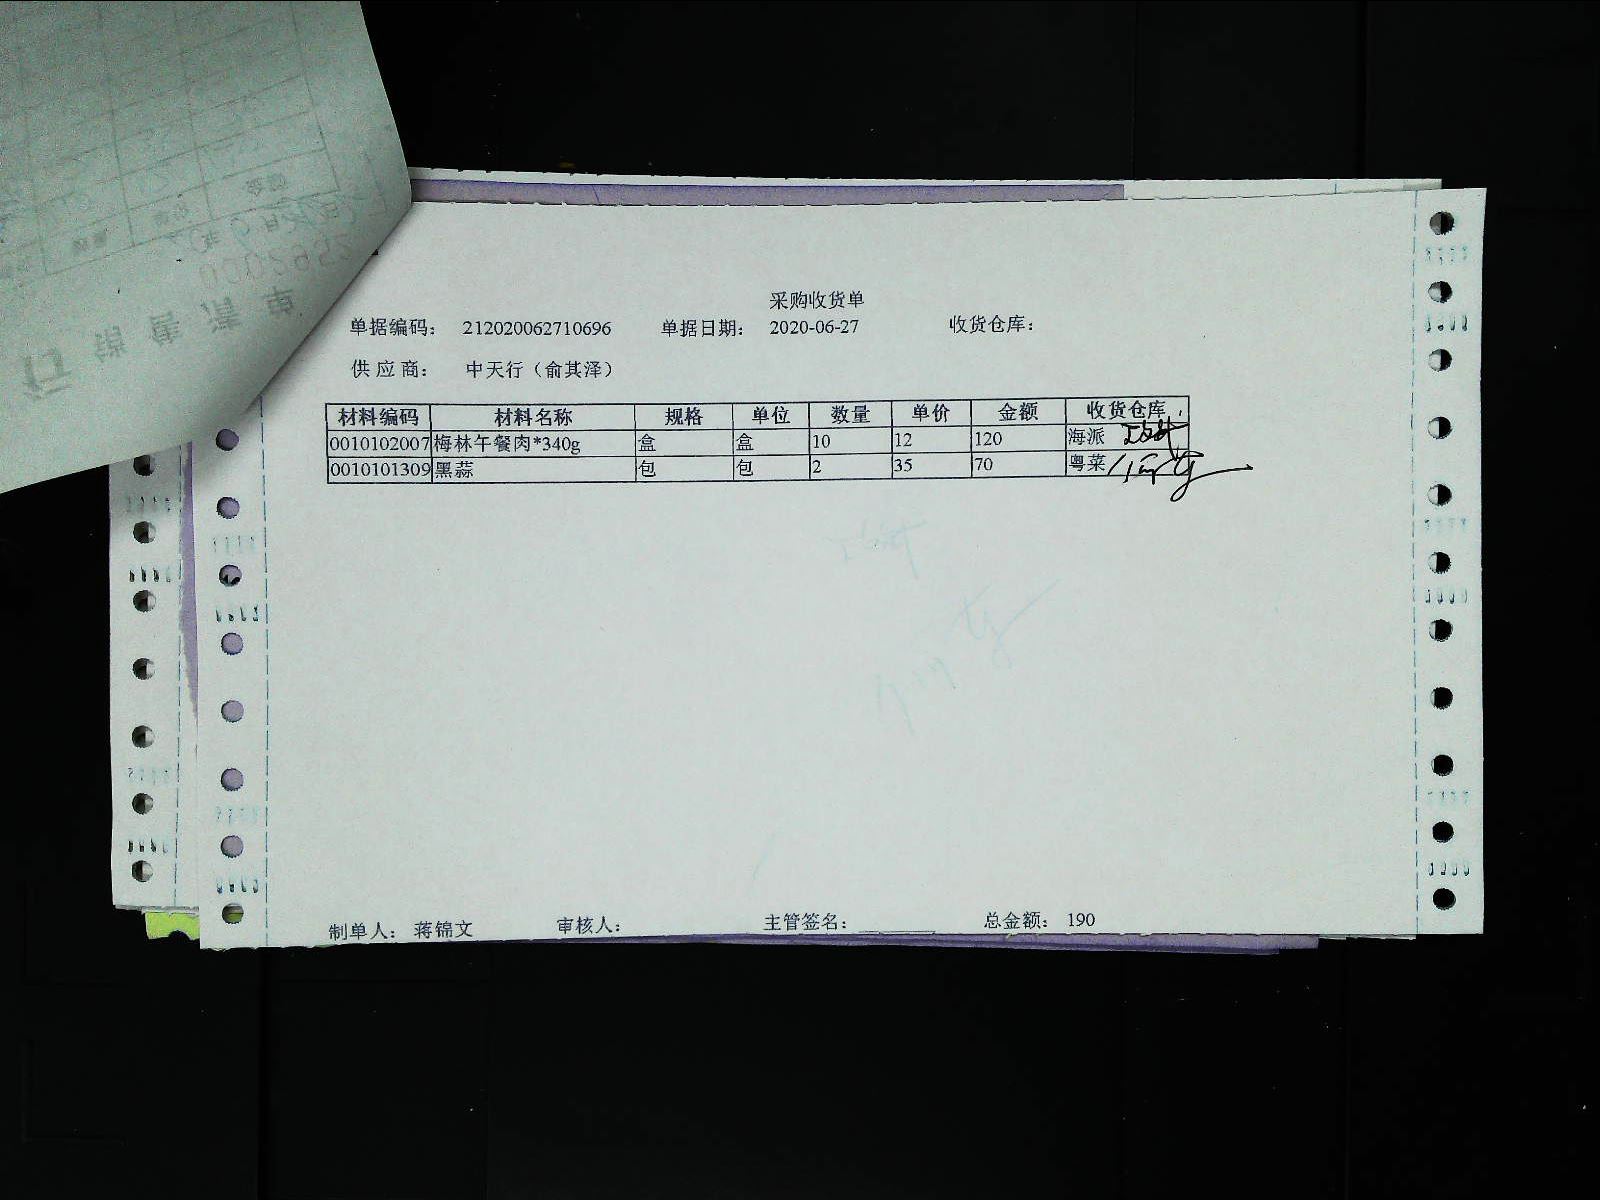 采购收货单
单据编码： 212020062710696 单据日期： 2020-06-27 收货仓库：
供应商： 中天行（俞其泽）
材料编码 材料名称 规格 单位 数量 单价 金额 收货仓库
0010102007 梅林午餐肉*340g 盒 盒 10 12 120 海派
0010101309 黑蒜 包 包 2 35 70 粤菜
制单人： 蒋锦文 审核人： 主管签名： 总金额： 190
销售清单